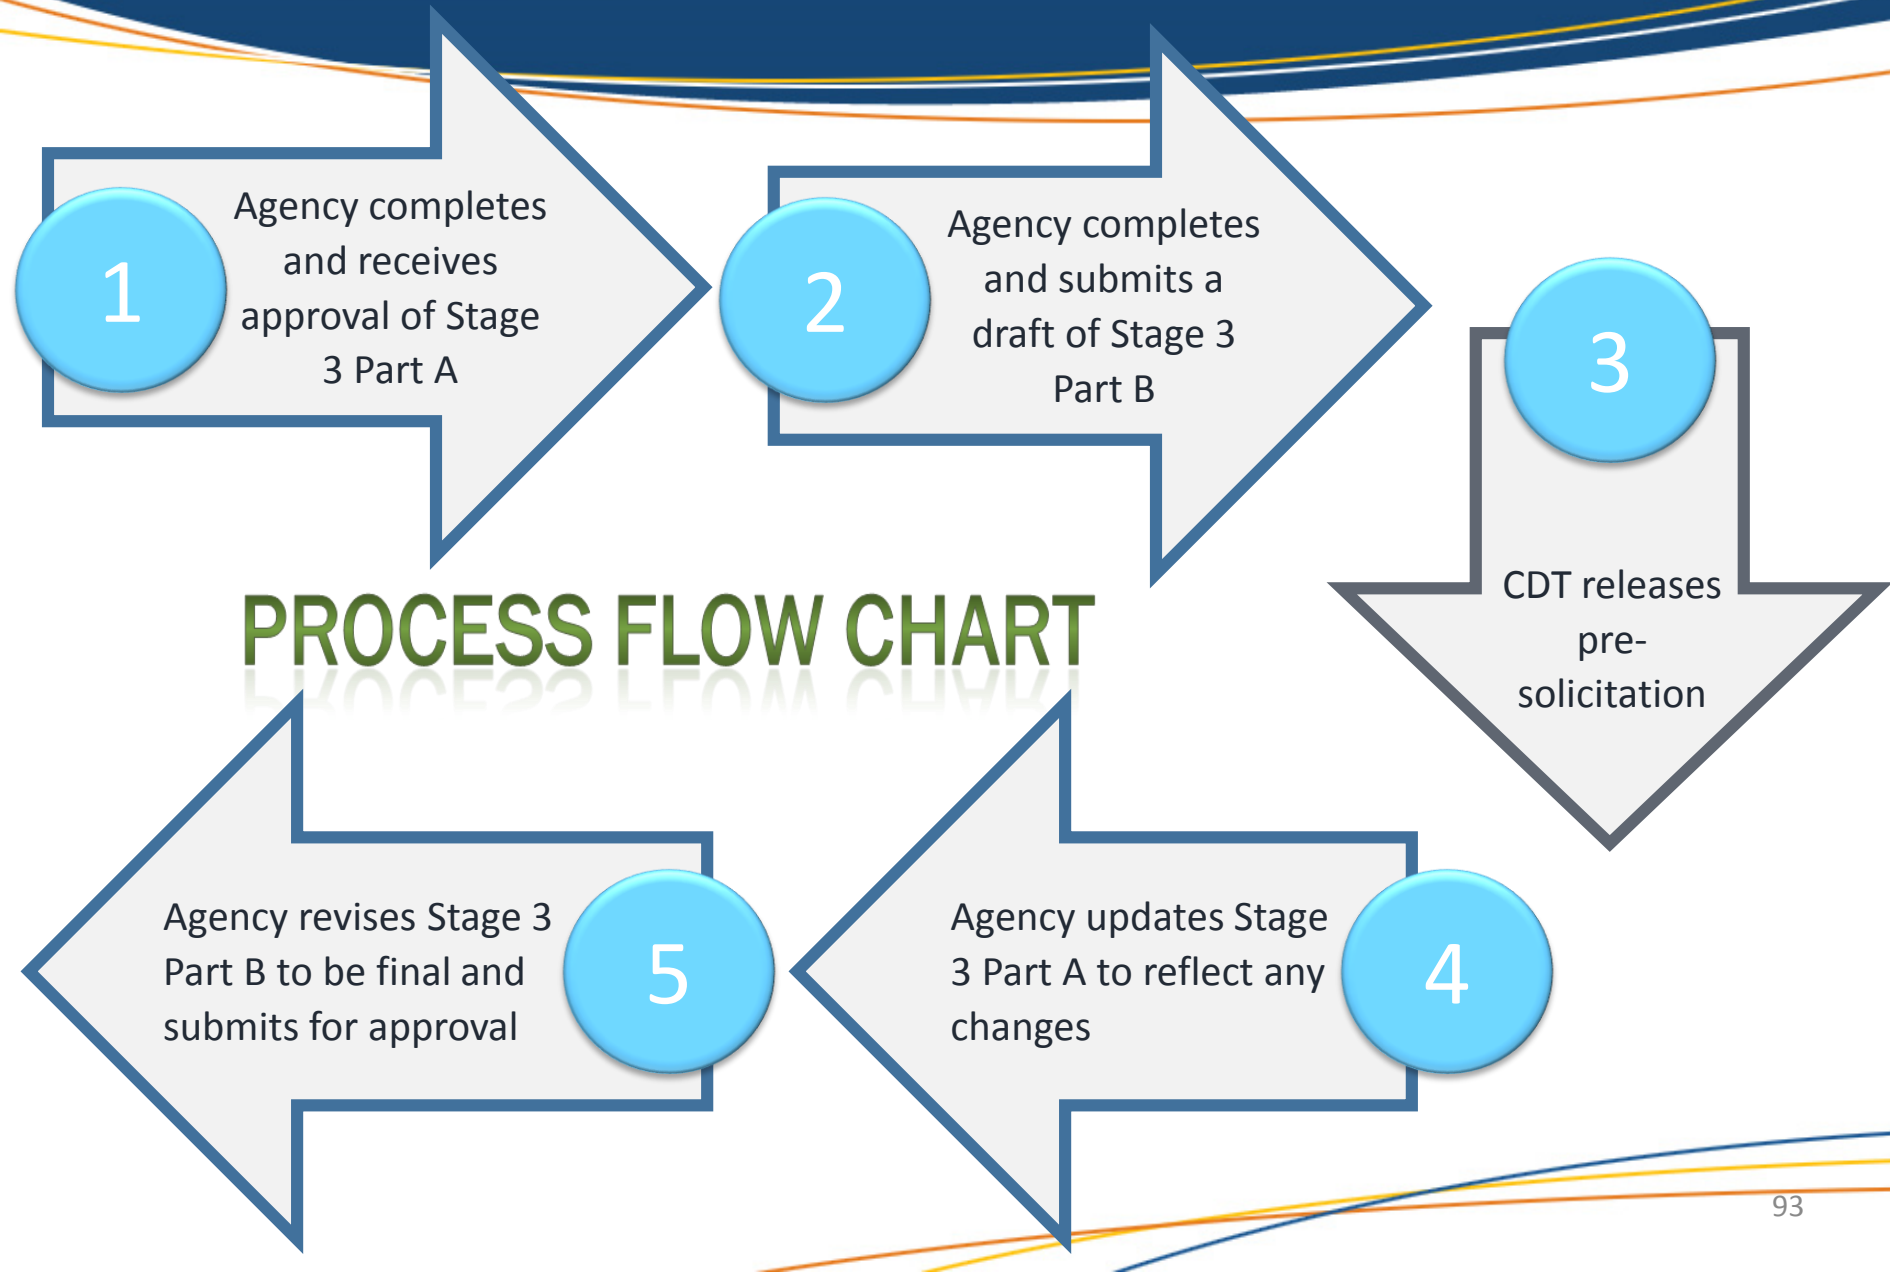 1
Agency completes
and receives
approval of Stage
3 Part A
2
Agency completes
and submits a
draft of Stage 3
Part B
3
CDT releases
pre-
solicitation
PROCESS FLOW CHART
4
Agency updates Stage
3 Part A to reflect any
changes
5
Agency revises Stage 3
Part B to be final and
submits for approval
93